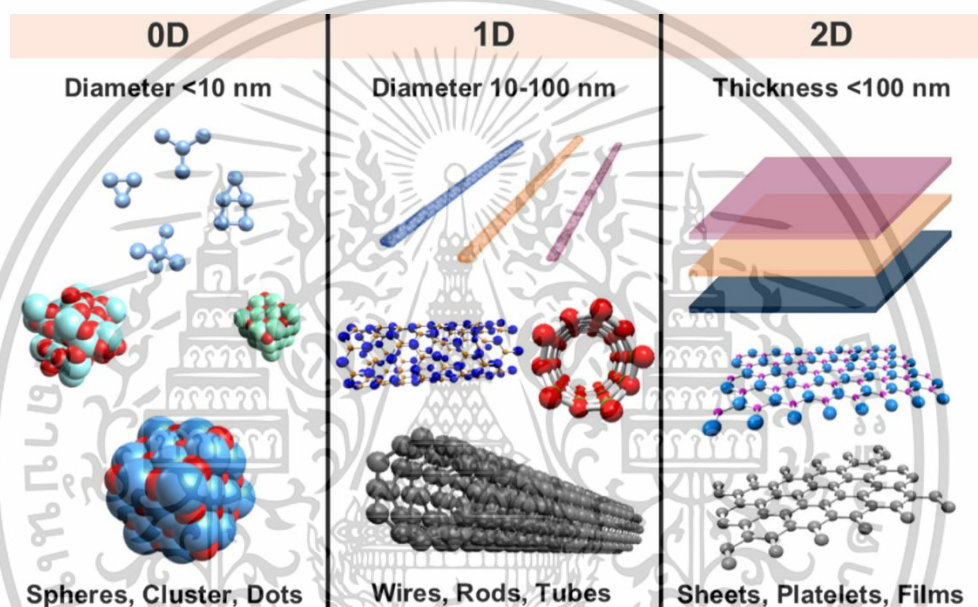 0D
1D
2D
Diameter <10 nm
Diameter 10-100 nm
Thickness <100 nm
Spheres, Cluster, Dots
Wires, Rods, Tubes
Sheets, Platelets, Films